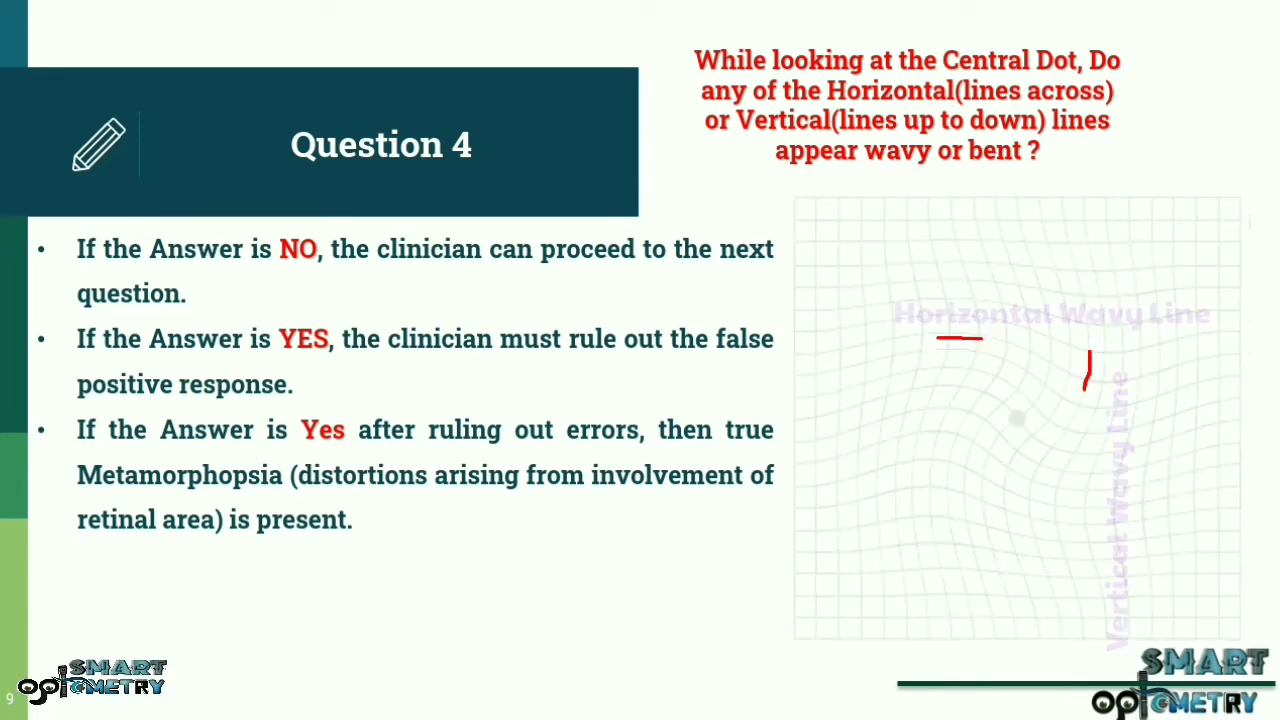 While looking at the Central Dot, Do
any of the Horizontal(lines across)
or Vertical(lines up to down) lines
appear wavy or bent ?
Question 4
• If the Answer is NO, the clinician can proceed to the next
question.
• If the Answer is YES, the clinician must rule out the false
positive response.
• If the Answer is Yes after ruling out errors, then true
Metamorphopsia (distortions arising from involvement of
retinal area) is present.
Horizontal Wavy Line
Vertical Wavy Line
9
SMART
OPTOMETRY
SMART
OPTOMETRY